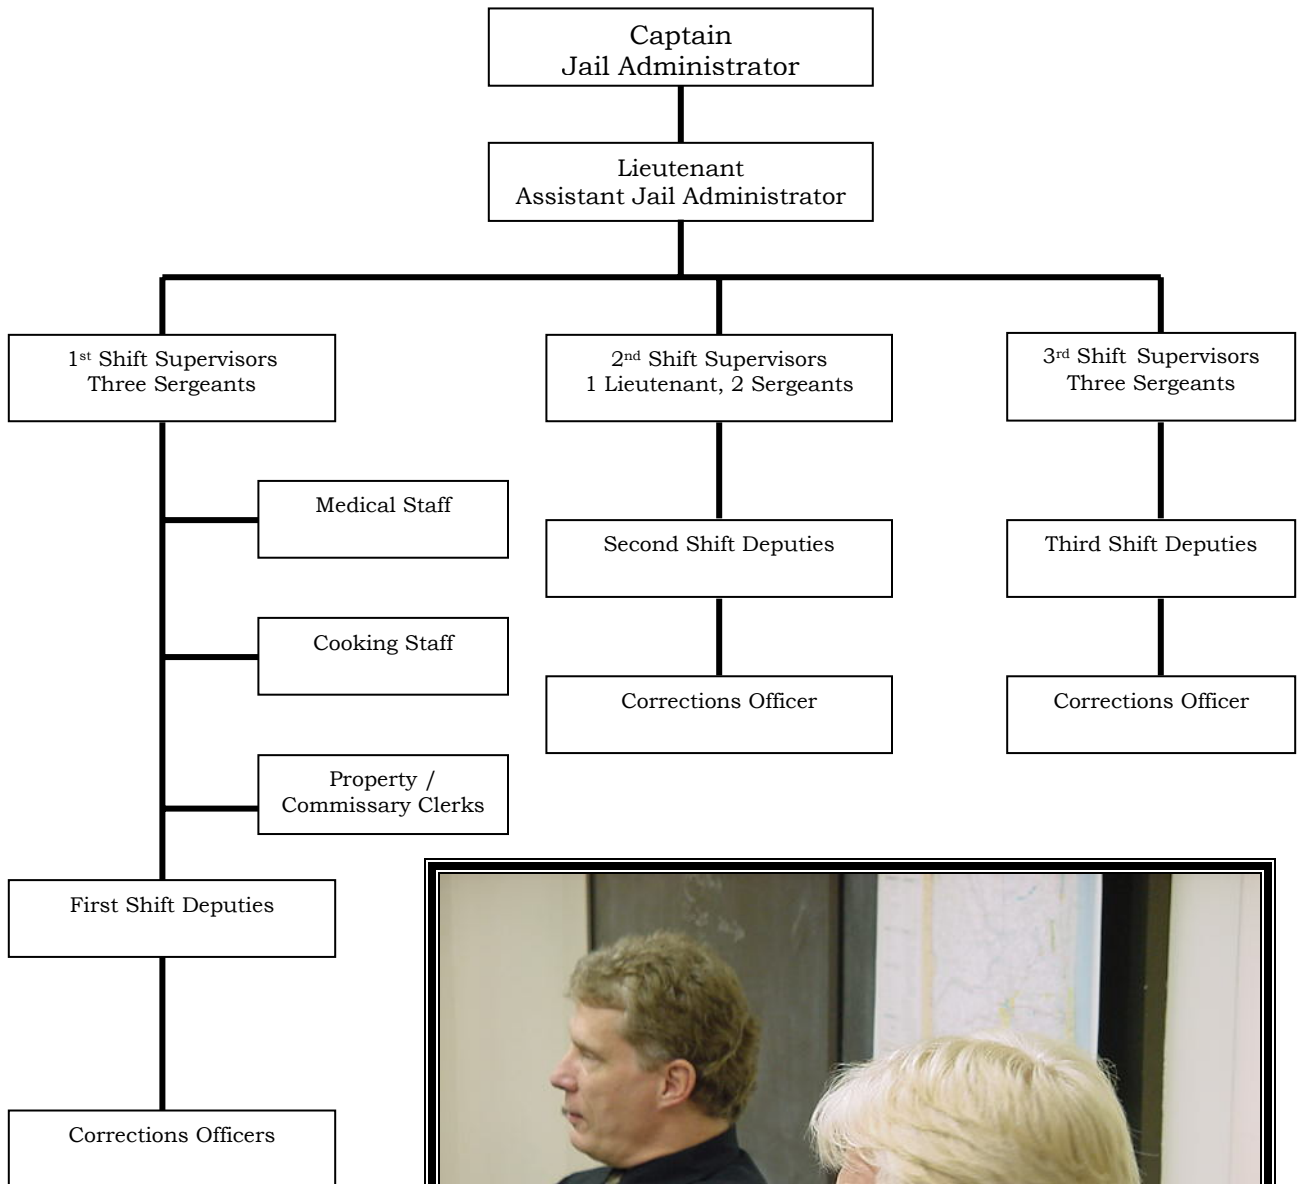 Captain
Jail Administrator
Lieutenant
Assistant Jail Administrator
1st Shift Supervisors
Three Sergeants
2nd Shift Supervisors
1 Lieutenant, 2 Sergeants
3rd Shift Supervisors
Three Sergeants
Medical Staff
Cooking Staff
Property /
Commissary Clerks
First Shift Deputies
Corrections Officers
Second Shift Deputies
Corrections Officer
Third Shift Deputies
Corrections Officer